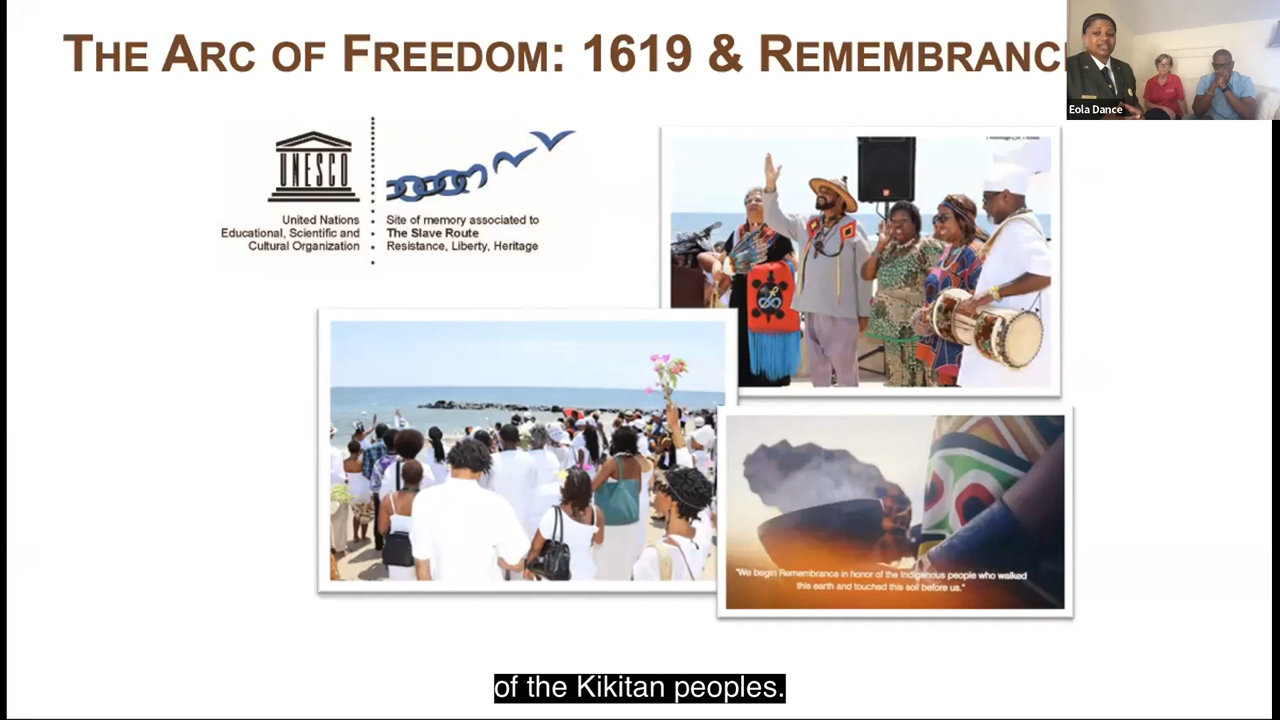 THE ARC OF FREEDOM: 1619 & REMEMBRANC
Eola Dance
UNESCO
United Nations
Educational, Scientific and
Cultural Organization
Site of memory associated to
The Slave Route
Resistance, Liberty, Heritage
"We begin Remembrance in honor of the Indigenous people who walked
this earth and touched this soil before us."
of the Kikitan peoples.